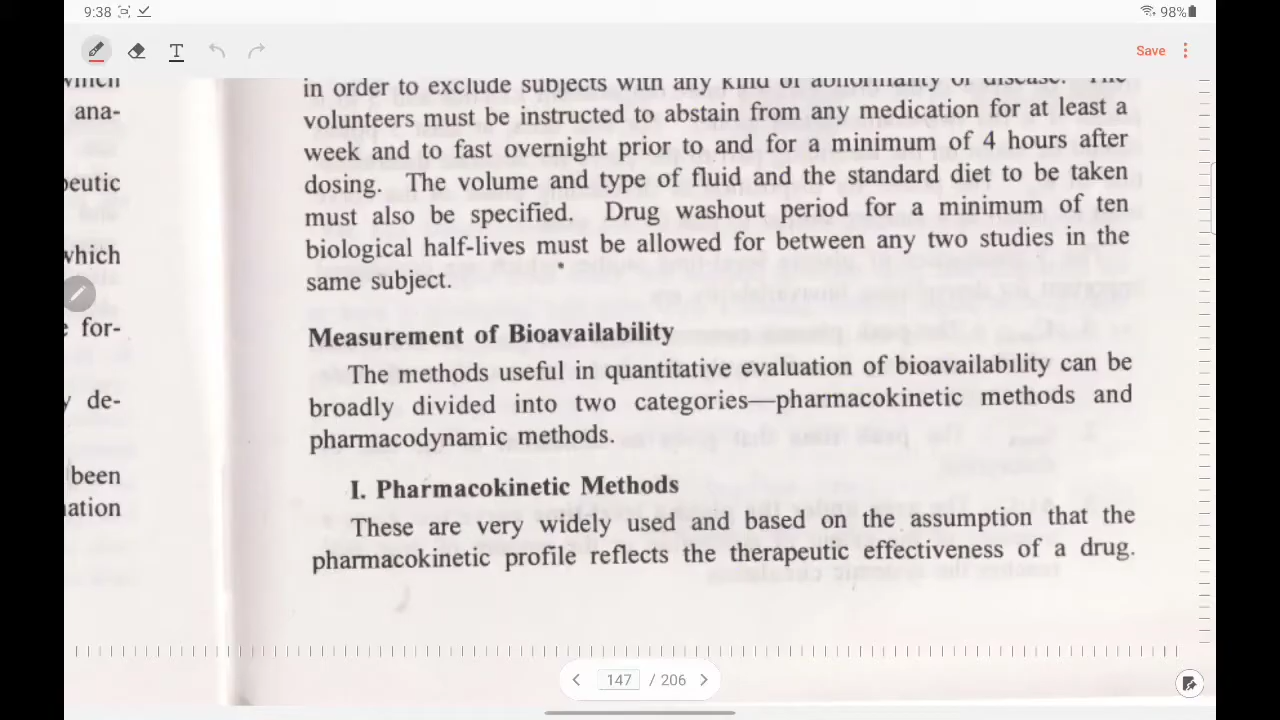 9:38
98%
T
Save
which
ana-
peutic
which
e for-
y de-
been
nation
in order to exclude subjects with any kind of abnormality or disease. The
volunteers must be instructed to abstain from any medication for at least a
week and to fast overnight prior to and for a minimum of 4 hours after
dosing. The volume and type of fluid and the standard diet to be taken
must also be specified. Drug washout period for a minimum of ten
biological half-lives must be allowed for between any two studies in the
same subject.
Measurement of Bioavailability
The methods useful in quantitative evaluation of bioavailability can be
broadly divided into two categories—pharmacokinetic methods and
pharmacodynamic methods.
I. Pharmacokinetic Methods
These are very widely used and based on the assumption that the
pharmacokinetic profile reflects the therapeutic effectiveness of a drug.
147 / 206